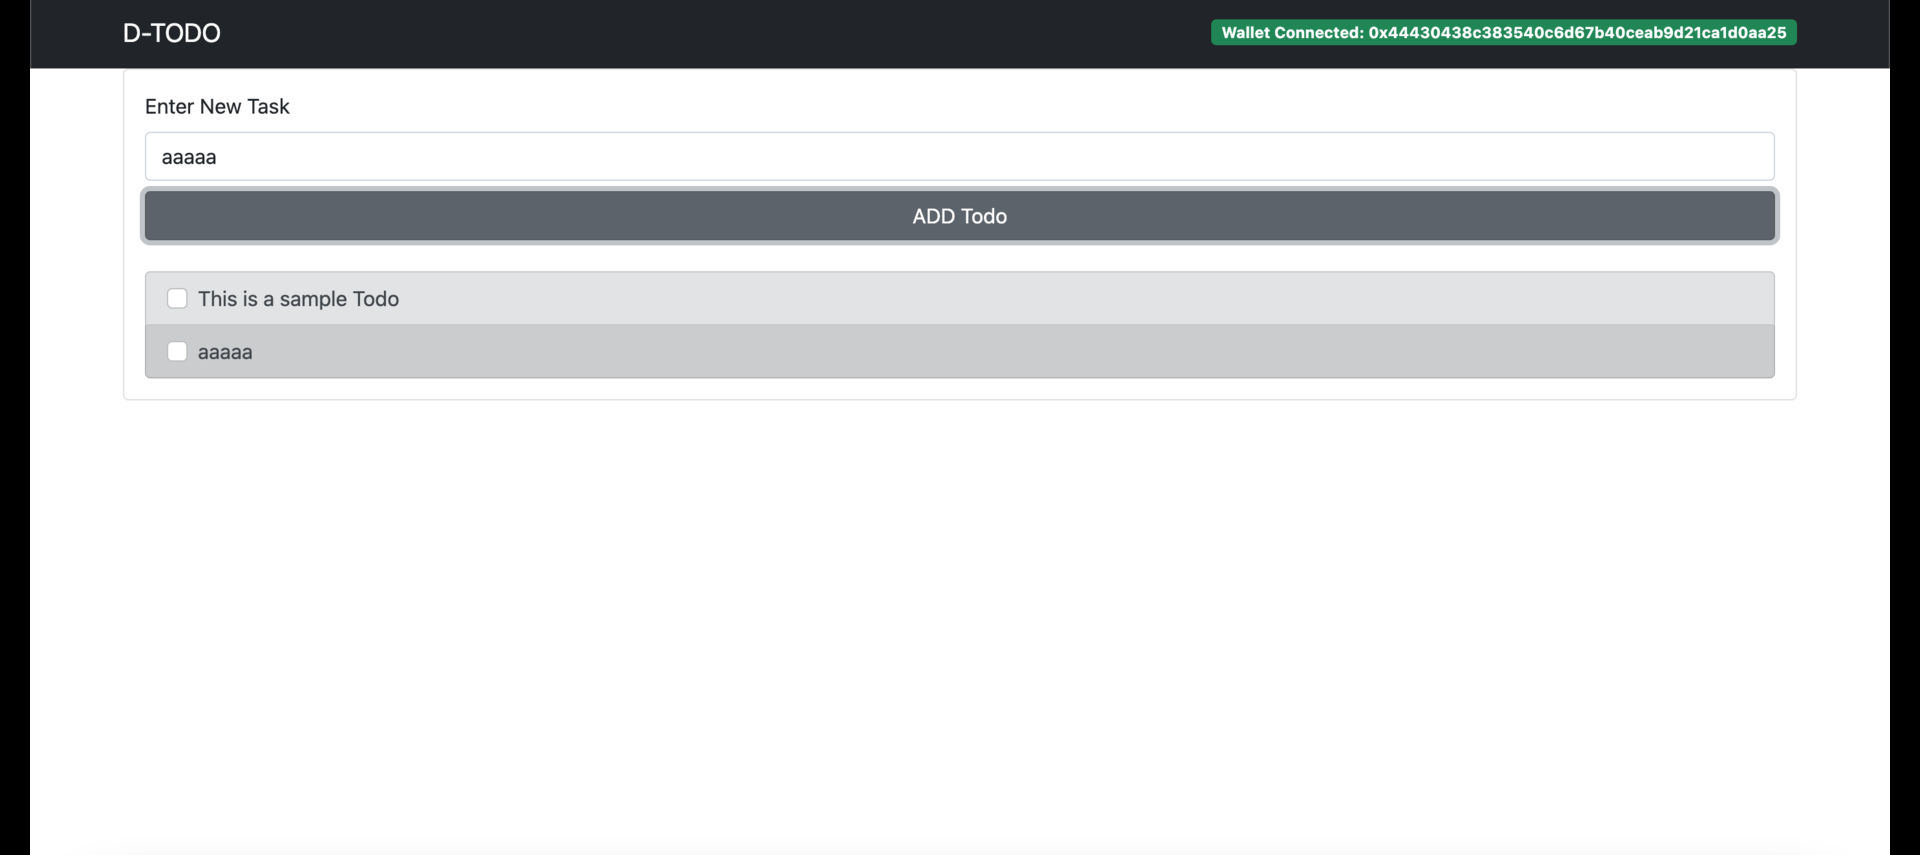 D-TODO
Wallet Connected: 0x44430438c383540c6d67b40ceab9d21ca1d0aa25
Enter New Task
aaaaa
ADD Todo
This is a sample Todo
aaaaa